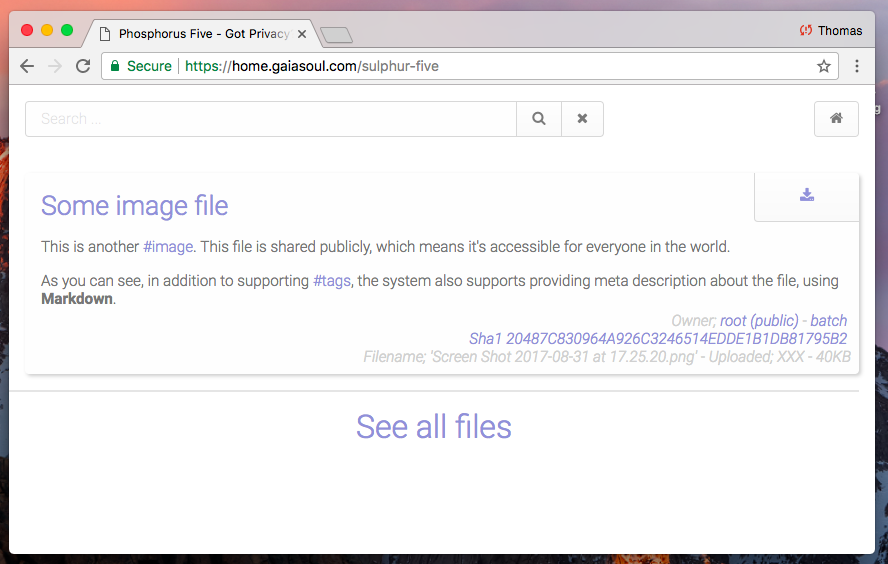 Phosphorus Five - Got Privacy
Thomas
Secure
https://home.gaiasoul.com/sulphur-five
Search ...
Some image file
This is another #image. This file is shared publicly, which means it's accessible for everyone in the world.
As you can see, in addition to supporting #tags, the system also supports providing meta description about the file, using
Markdown.
Owner; root (public) - batch
Sha1 20487C830964A926C3246514EDDE1B1DB81795B2
Filename; 'Screen Shot 2017-08-31 at 17.25.20.png' - Uploaded; XXX - 40KB
See all files